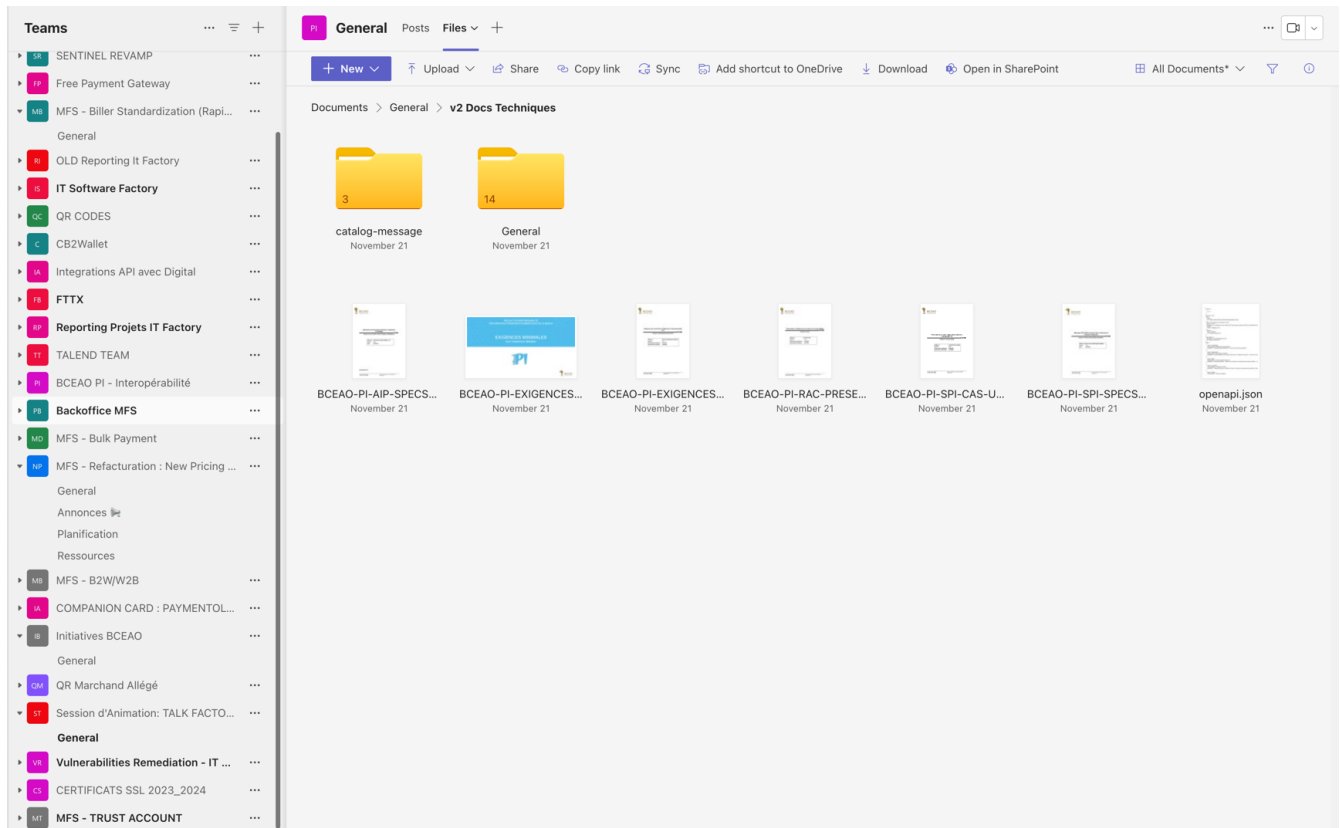 Teams
SR SENTINEL REVAMP
FP Free Payment Gateway
MB MFS - Biller Standardization (Rapi...
General
RI OLD Reporting It Factory
IS IT Software Factory
QC QR CODES
C CB2Wallet
IA Integrations API avec Digital
FB FTTX
RP Reporting Projets IT Factory
TT TALEND TEAM
PI BCEAO PI - Interopérabilité
PB Backoffice MFS
MD MFS - Bulk Payment
NP MFS - Refacturation : New Pricing ...
General
Annonces
Planification
Ressources
MB MFS - B2W/W2B
IA COMPANION CARD : PAYMENTOL...
IB Initiatives BCEAO
General
QM QR Marchand Allégé
ST Session d'Animation: TALK FACTO...
General
VR Vulnerabilities Remediation - IT ...
CS CERTIFICATS SSL 2023_2024
MT MFS - TRUST ACCOUNT
PI General Posts Files
New Upload Share Copy link Sync Add shortcut to OneDrive Download Open in SharePoint All Documents*
Documents > General > v2 Docs Techniques
3 14
catalog-message General
November 21 November 21
EXIGENCES MINIMALES
PI
BCEAO-PI-AIP-SPECS... BCEAO-PI-EXIGENCES... BCEAO-PI-EXIGENCES... BCEAO-PI-RAC-PRESE... BCEAO-PI-SPI-CAS-U... BCEAO-PI-SPI-SPECS... openapi.json
November 21 November 21 November 21 November 21 November 21 November 21 November 21